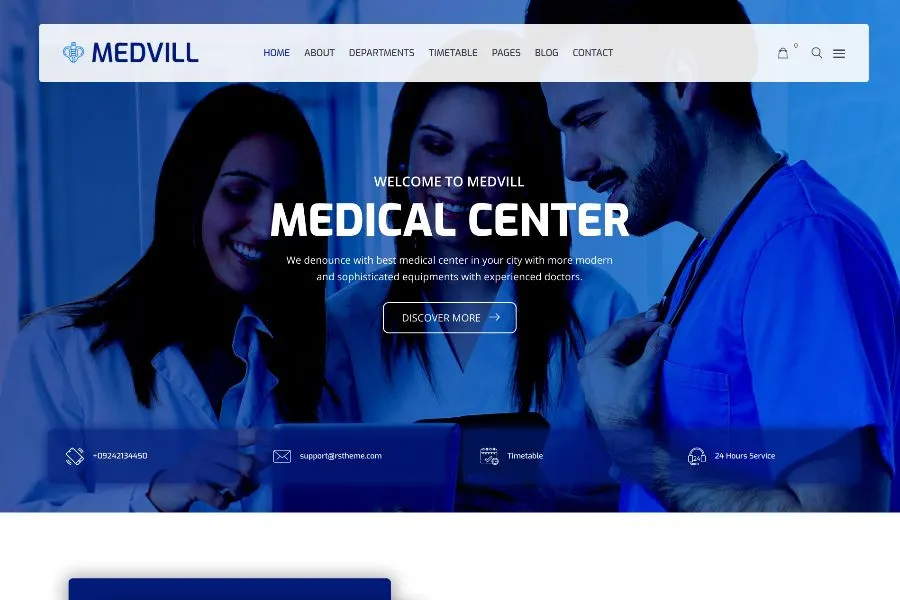 MEDVILL
HOME ABOUT DEPARTMENTS TIMETABLE PAGES BLOG CONTACT
0
WELCOME TO MEDVILL
MEDICAL CENTER
We denounce with best medical center in your city with more modern
and sophisticated equipments with experienced doctors.
DISCOVER MORE
+09242134450
support@rstheme.com
Timetable
24
24 Hours Service